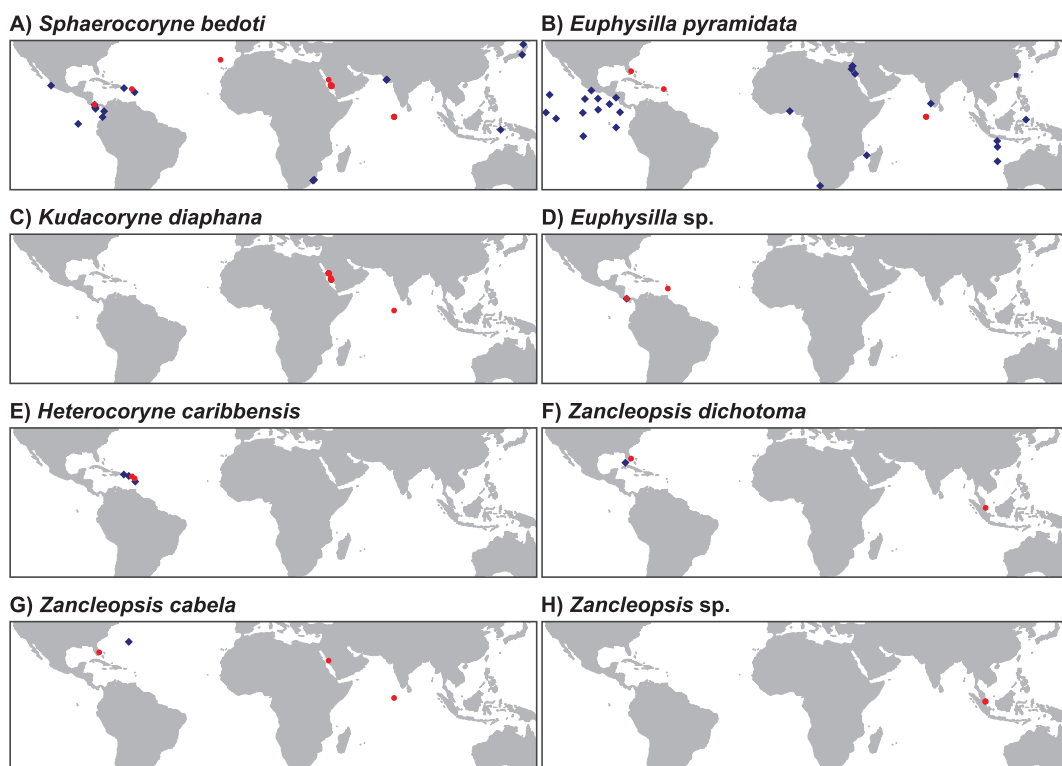 A) Sphaerocoryne bedoti
B) Euphysilla pyramidata
C) Kudacoryne diaphana
D) Euphysilla sp.
E) Heterocoryne caribbensis
F) Zancleopsis dichotoma
G) Zancleopsis cabela
H) Zancleopsis sp.